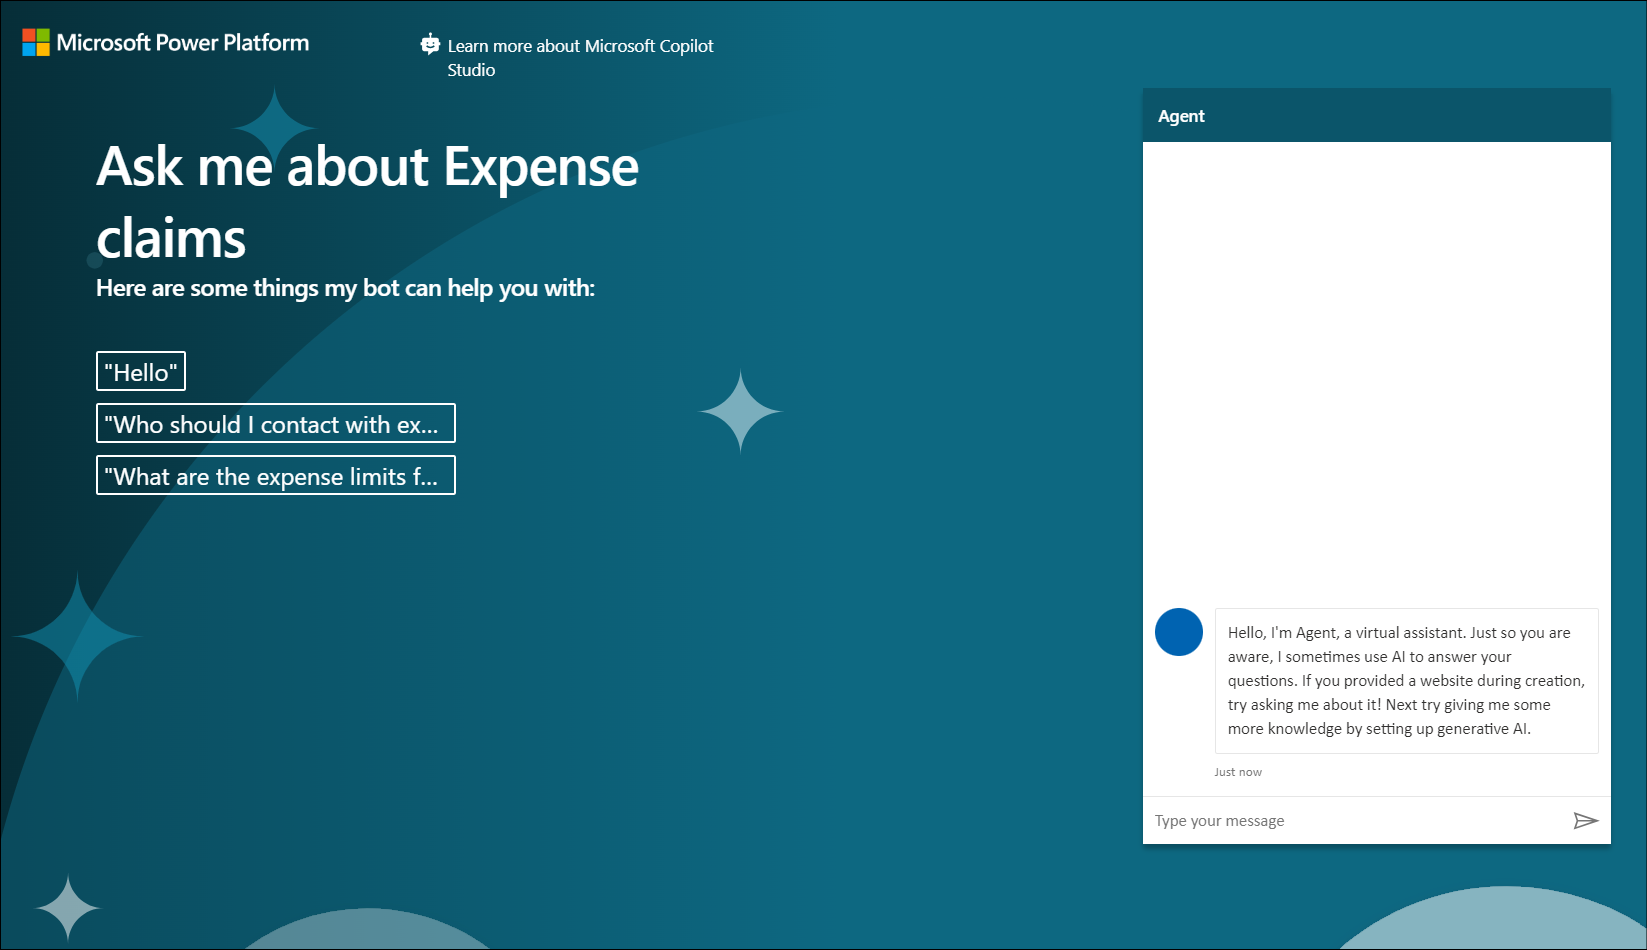 Microsoft Power Platform
Learn more about Microsoft Copilot
Studio
Ask me about Expense
claims
Here are some things my bot can help you with:
"Hello"
"Who should I contact with ex...
"What are the expense limits f...
Agent
Hello, I'm Agent, a virtual assistant. Just so you are
aware, I sometimes use AI to answer your
questions. If you provided a website during creation,
try asking me about it! Next try giving me some
more knowledge by setting up generative AI.
Just now
Type your message